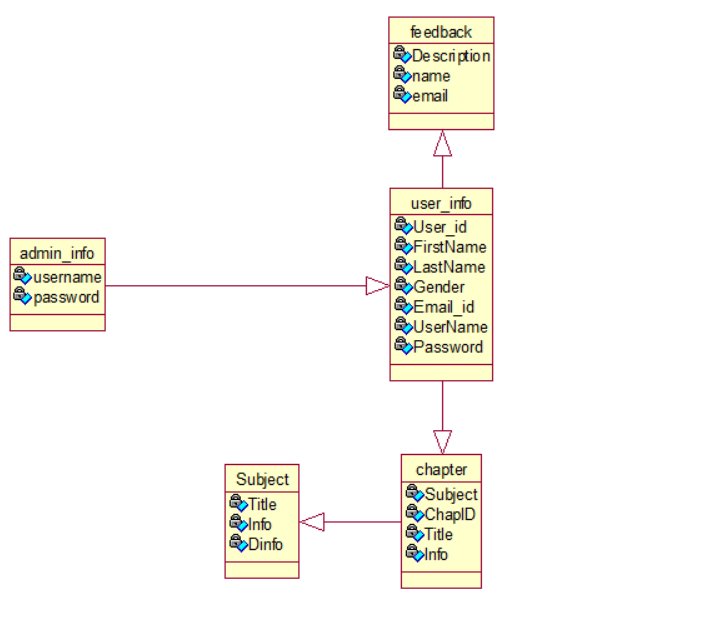 feedback
Description
name
email
user_info
User_id
FirstName
LastName
Gender
Email_id
UserName
Password
admin_info
username
password
Subject
Title
Info
Dinfo
chapter
Subject
ChapID
Title
Info